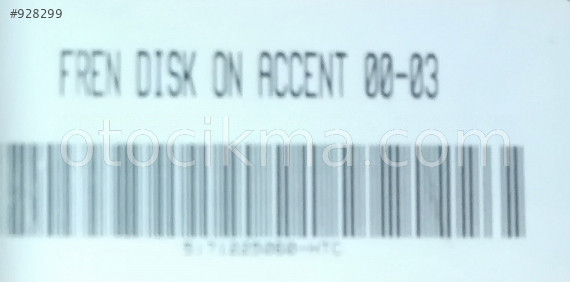 #928299
FREN DISK ON ACCENT 00-03
otocikma.com